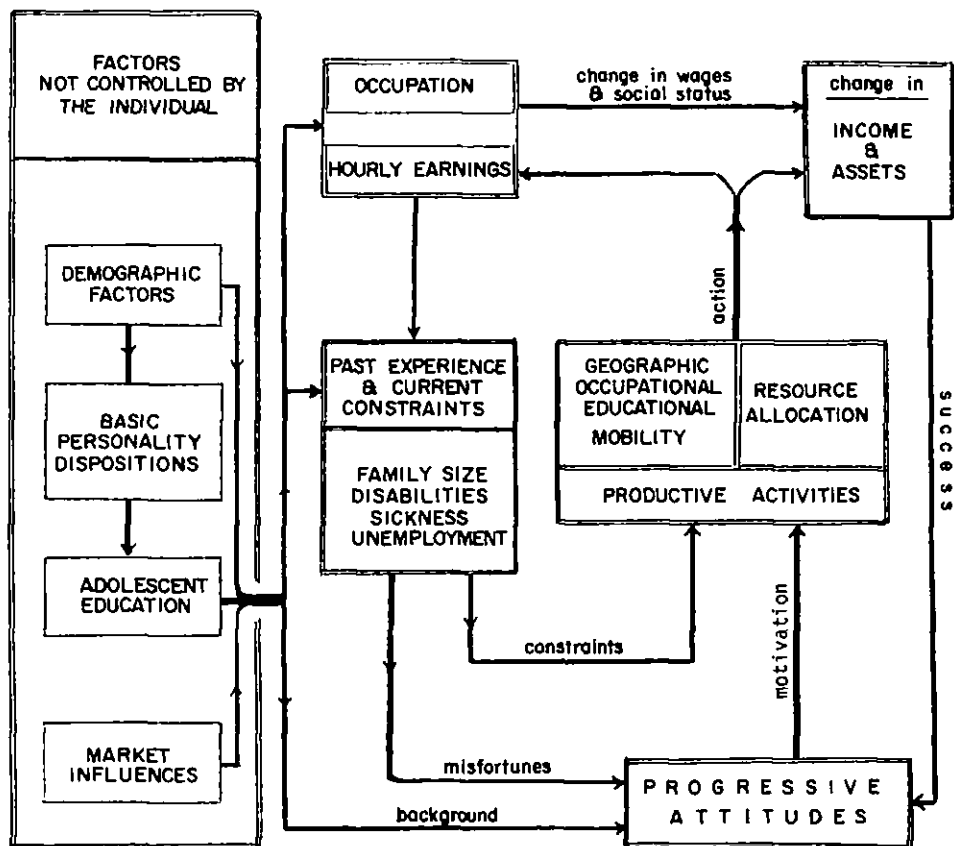 FACTORS
NOT CONTROLLED BY
THE INDIVIDUAL
DEMOGRAPHIC
FACTORS
BASIC
PERSONALITY
DISPOSITIONS
ADOLESCENT
EDUCATION
MARKET
INFLUENCES
OCCUPATION
HOURLY EARNINGS
change in wages
& social status
change in
INCOME
&
ASSETS
PAST EXPERIENCE
& CURRENT
CONSTRAINTS
FAMILY SIZE
DISABILITIES
SICKNESS
UNEMPLOYMENT
action
GEOGRAPHIC
OCCUPATIONAL
EDUCATIONAL
MOBILITY
RESOURCE
ALLOCATION
PRODUCTIVE ACTIVITIES
success
constraints
motivation
misfortunes
background
PROGRESSIVE
ATTITUDES